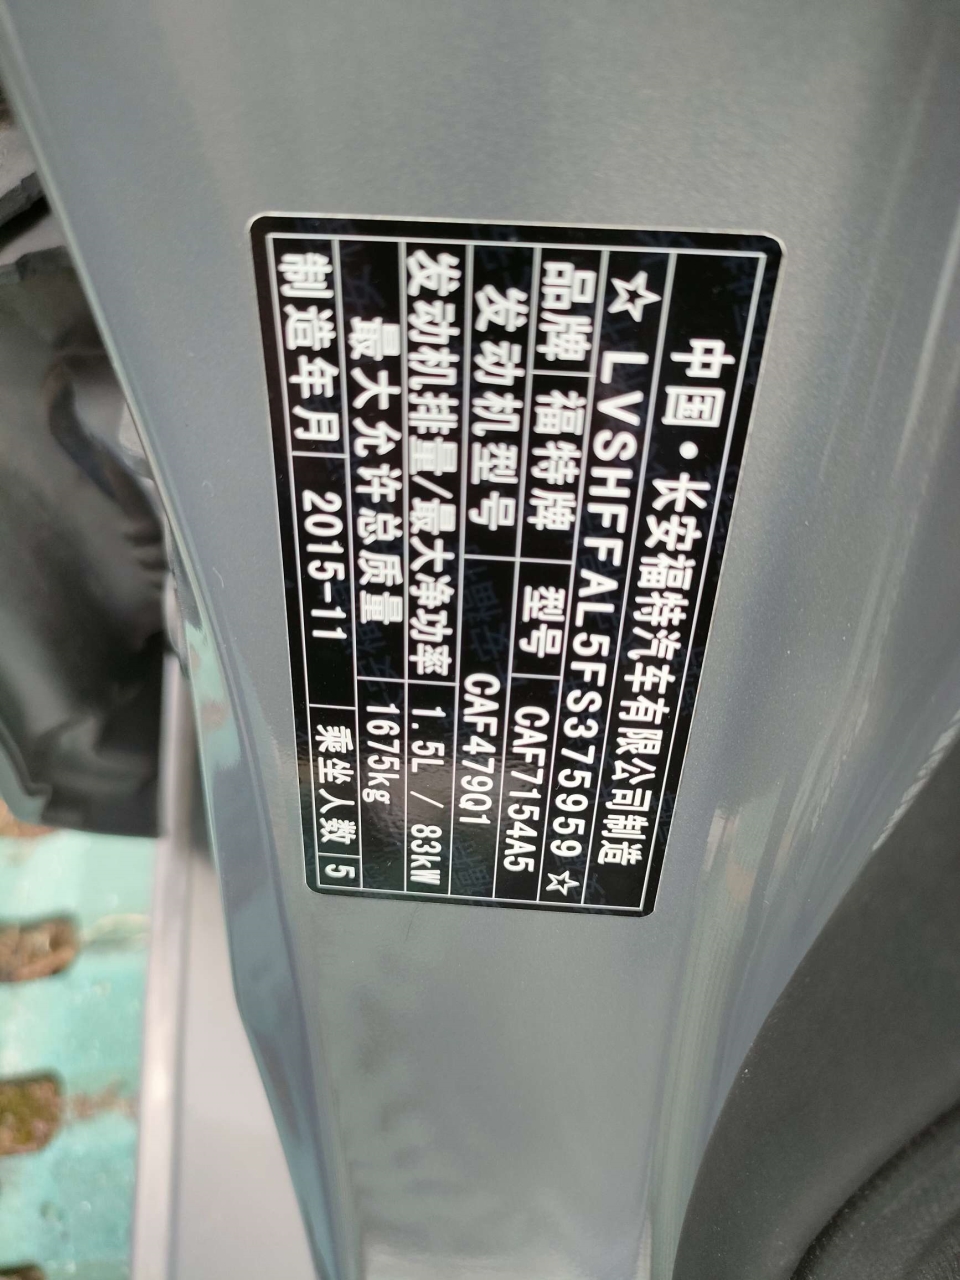 中国·长安福特汽车有限公司制造
☆LVSHFFAL5FS375959☆
品牌 福特牌 型号 CAF7154A5
发动机型号 CAF479Q1
发动机排量/最大净功率 1.5L / 83kW
最大允许总质量 1675kg
制造年月 2015-11 乘坐人数 5